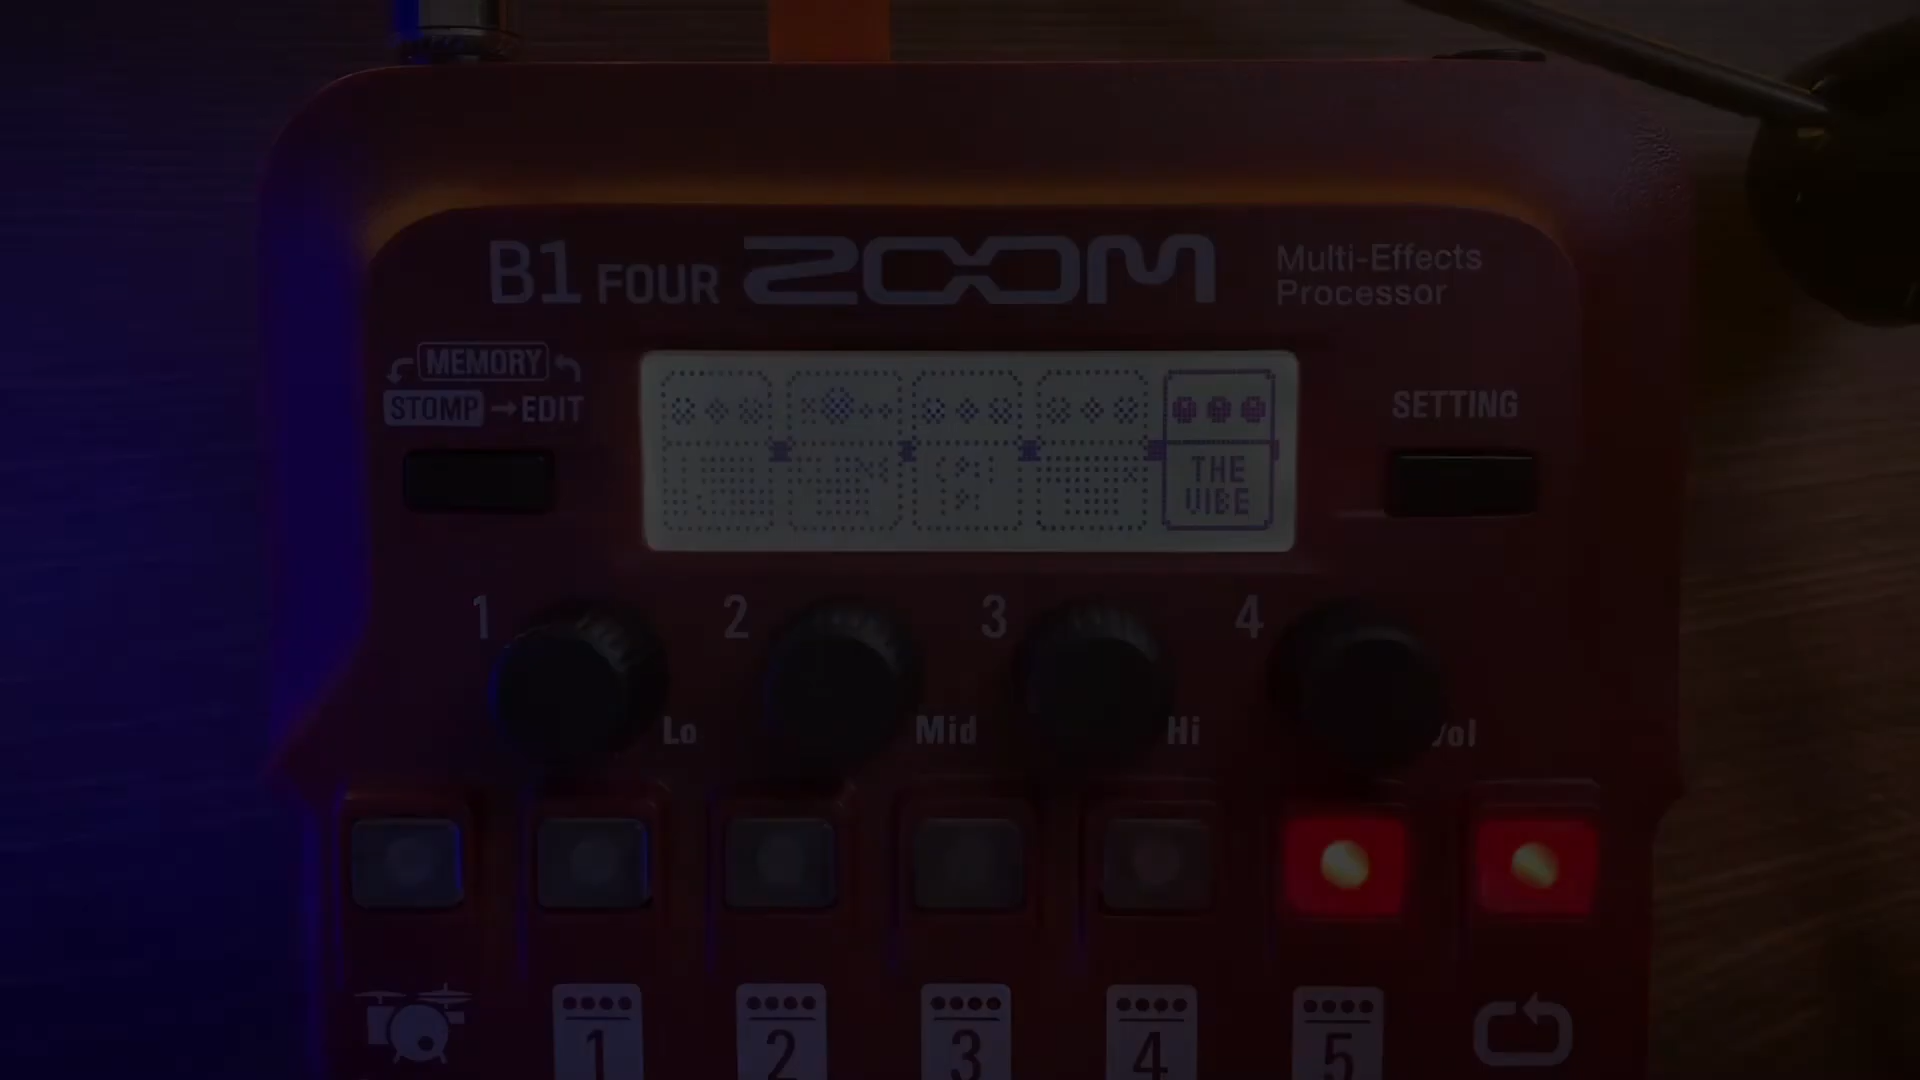 B1 FOUR ZOOM
Multi-Effects
Processor
MEMORY
STOMP → EDIT
SETTING
THE
VIBE
1 2 3 4
Lo Mid Hi Vol
1 2 3 4 5